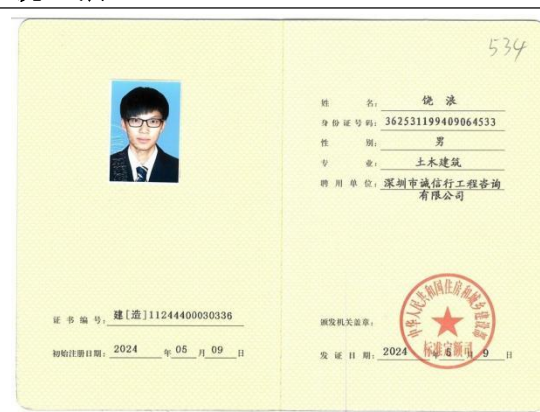 534
姓 名: 饶浪
身份证号码: 362531199409064533
性 别: 男
专 业: 土木建筑
聘用单位: 深圳市诚信行工程咨询
有限公司
证书编号: 建[造]11244400030336
初始注册日期: 2024 年 05 月 09 日
颁发机关盖章:
中华人民共和国住房和城乡建设部
标准定额司
发证日期: 2024 年 6 月 9 日